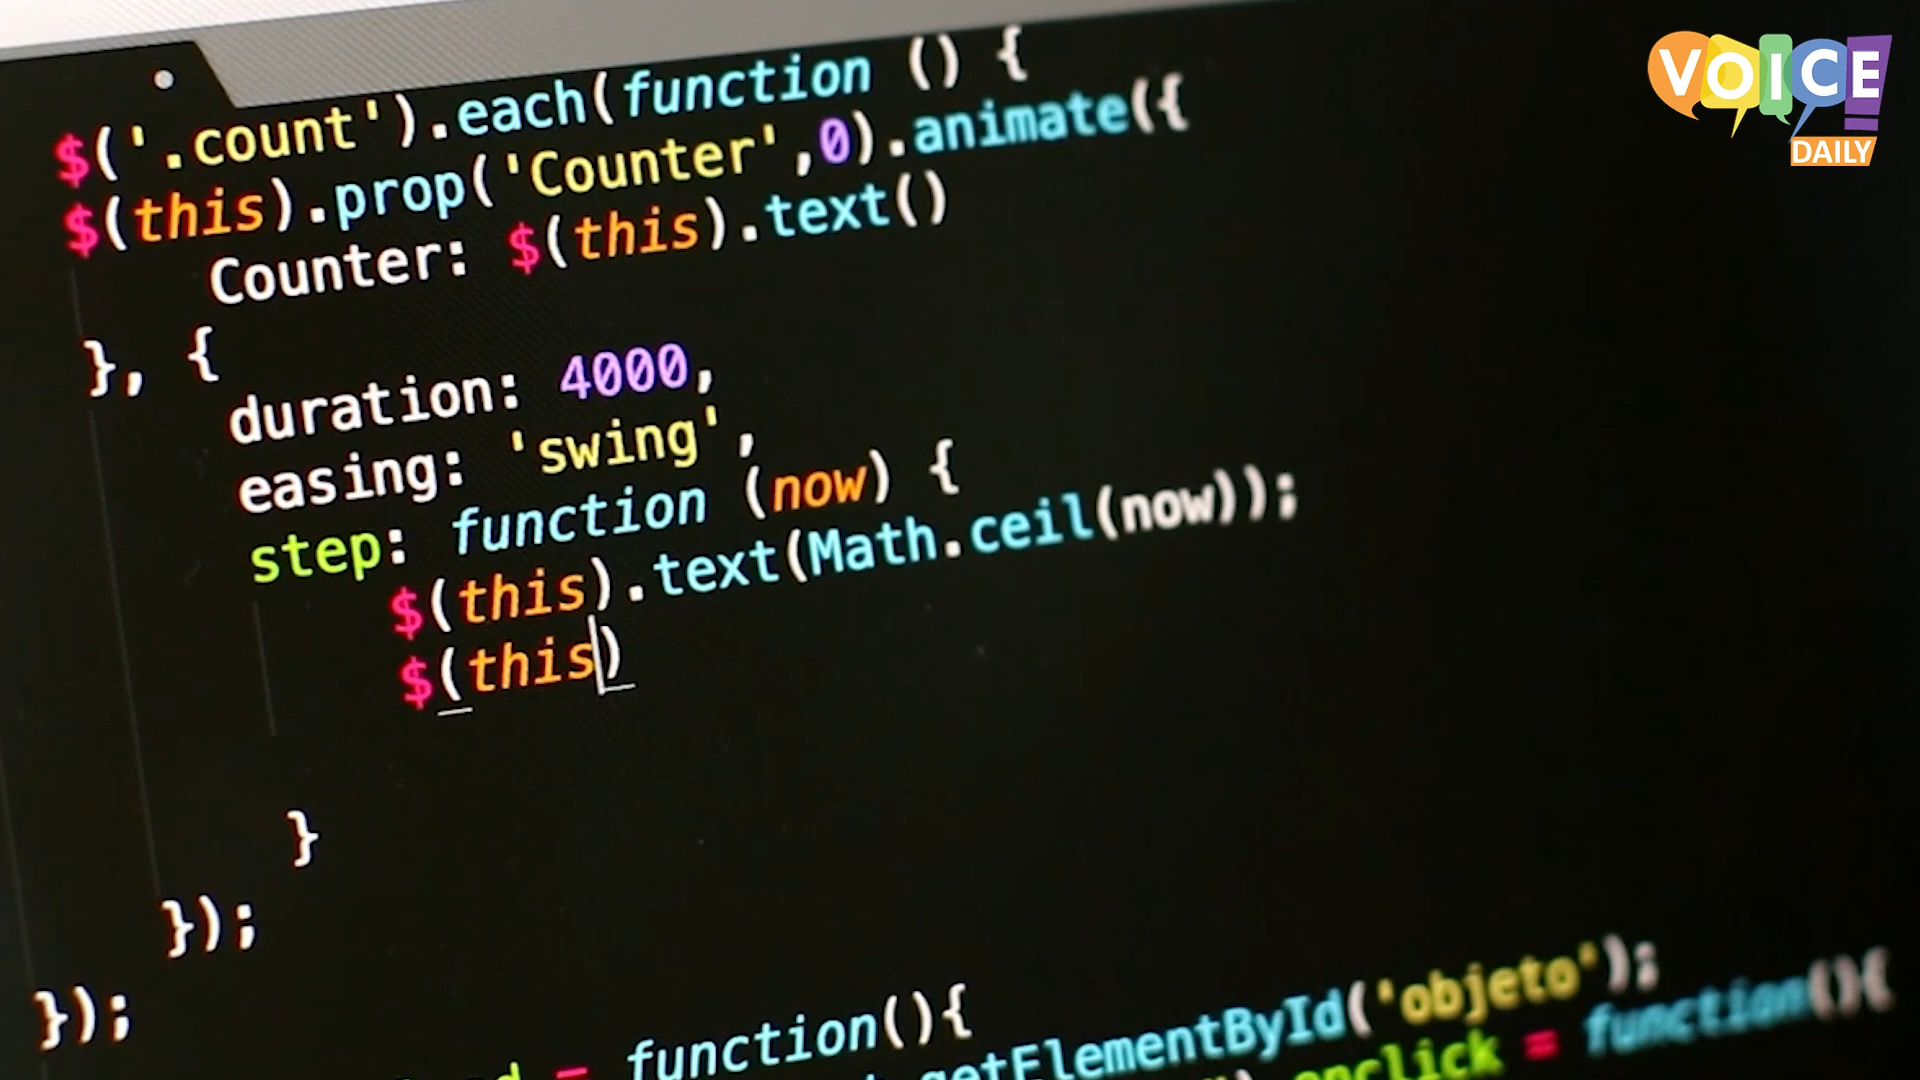 VOICE!
DAILY
$('.count').each(function () {
$(this).prop('Counter',0).animate({
Counter: $(this).text()
}, {
duration: 4000,
easing: 'swing',
step: function (now) {
$(this).text(Math.ceil(now));
$(this)
}
});
});
= function(){
getElementById('objeto');
onclick = function(){